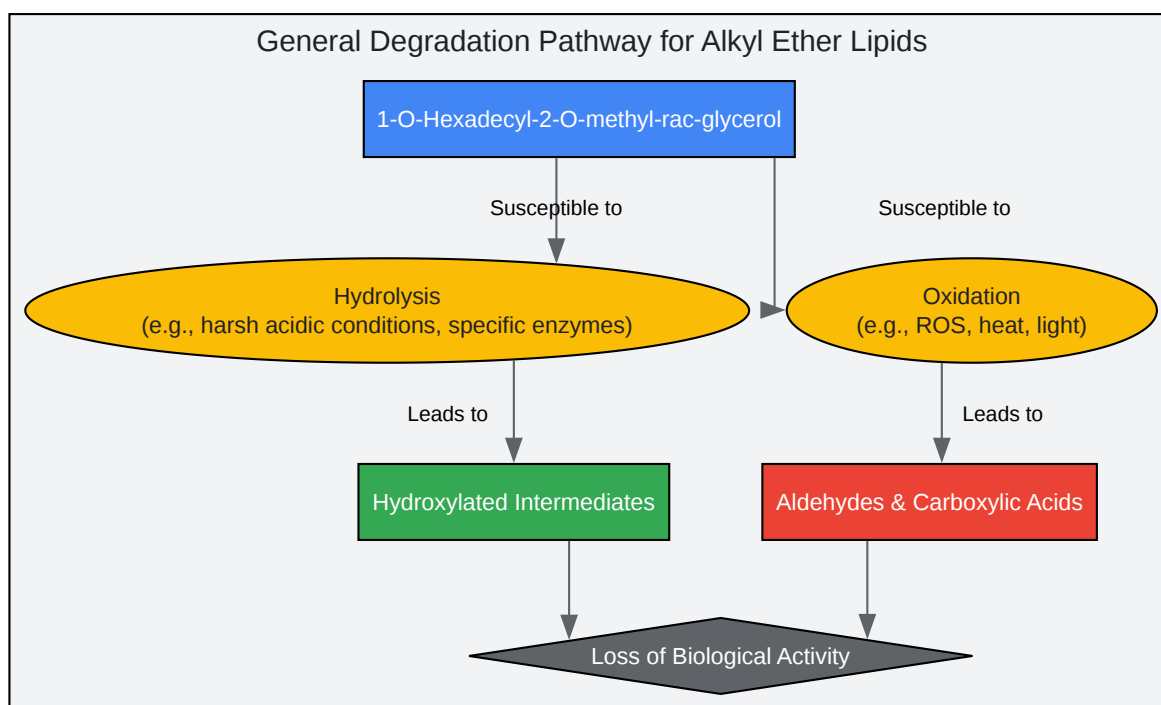 General Degradation Pathway for Alkyl Ether Lipids
1-O-Hexadecyl-2-O-methyl-rac-glycerol
Susceptible to
Susceptible to
Hydrolysis
(e.g., harsh acidic conditions, specific enzymes)
Oxidation
(e.g., ROS, heat, light)
Leads to
Leads to
Hydroxylated Intermediates
Aldehydes & Carboxylic Acids
Loss of Biological Activity